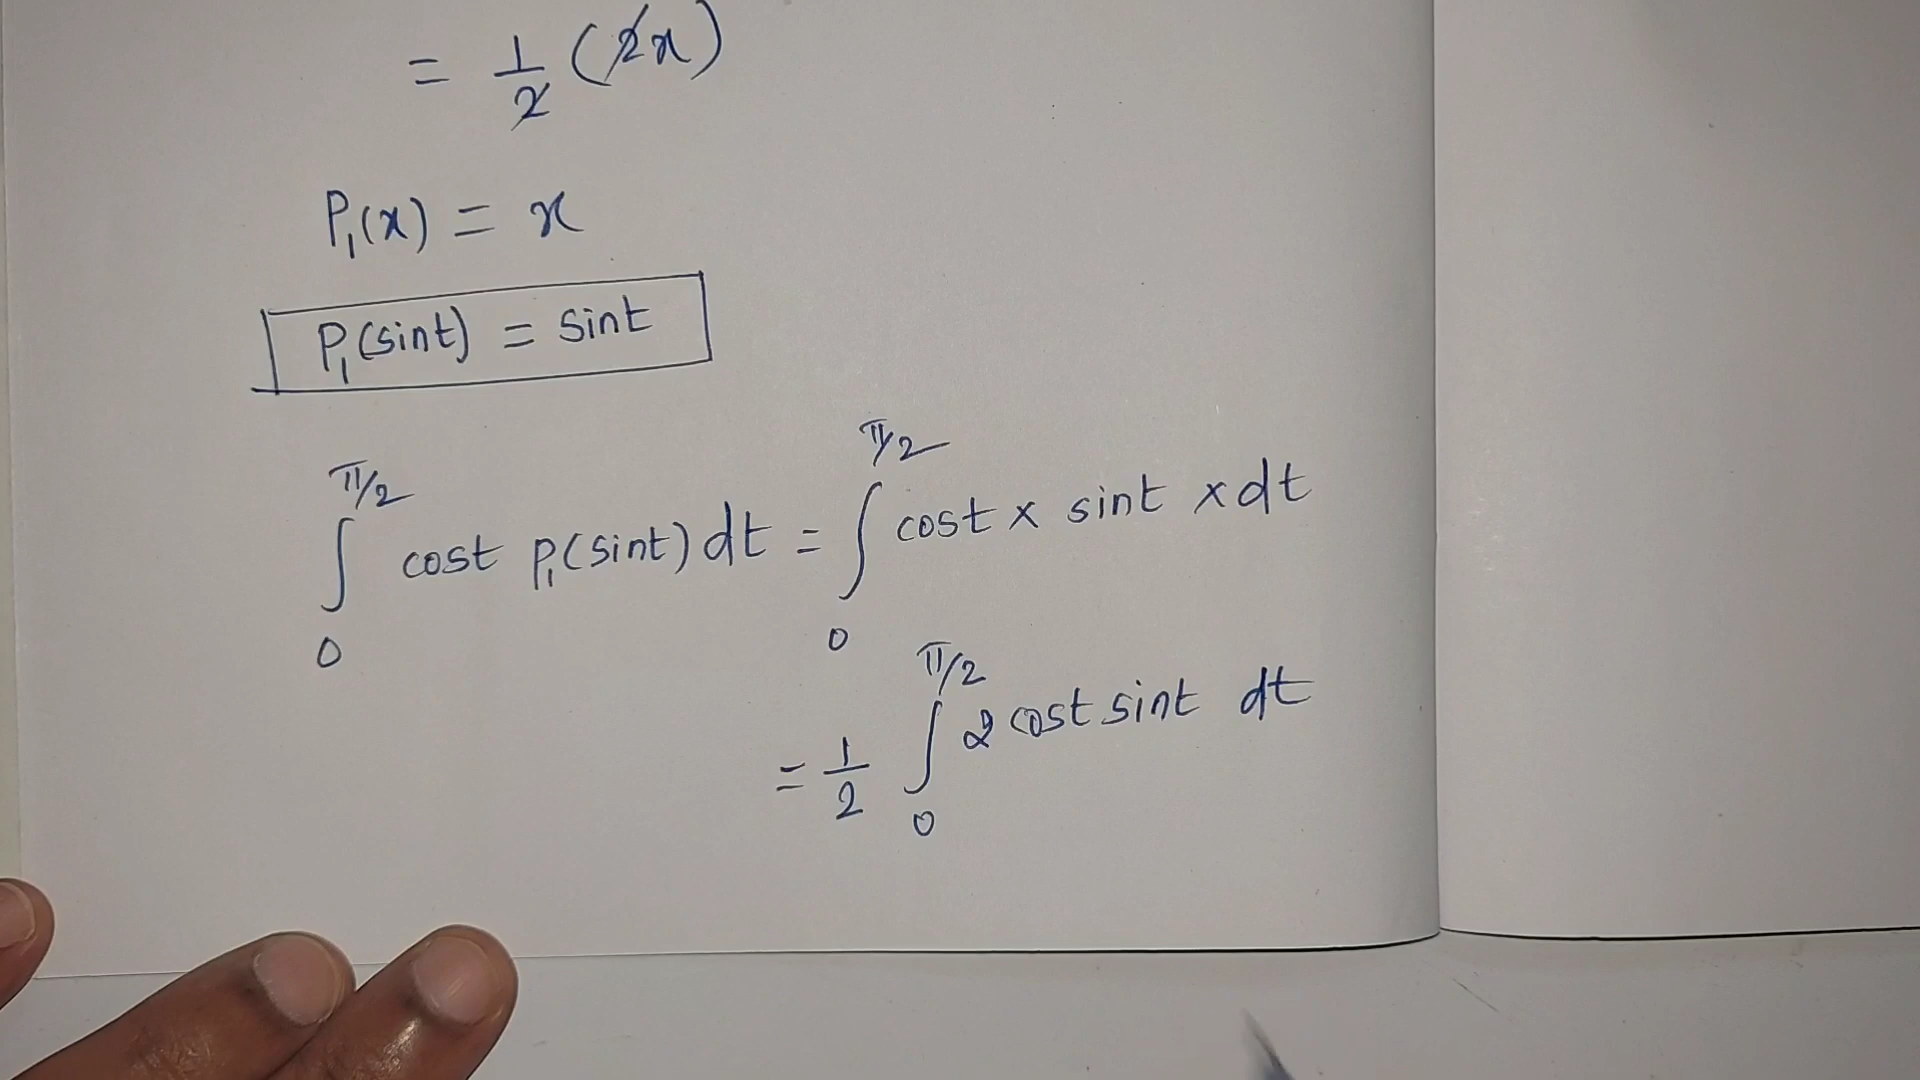 = 1/2 (2x)
P₁(x) = x
P₁(sint) = sint
∫₀^(π/2) cost P₁(sint) dt = ∫₀^(π/2) cost x sint x dt
= 1/2 ∫₀^(π/2) 2 cost sint dt